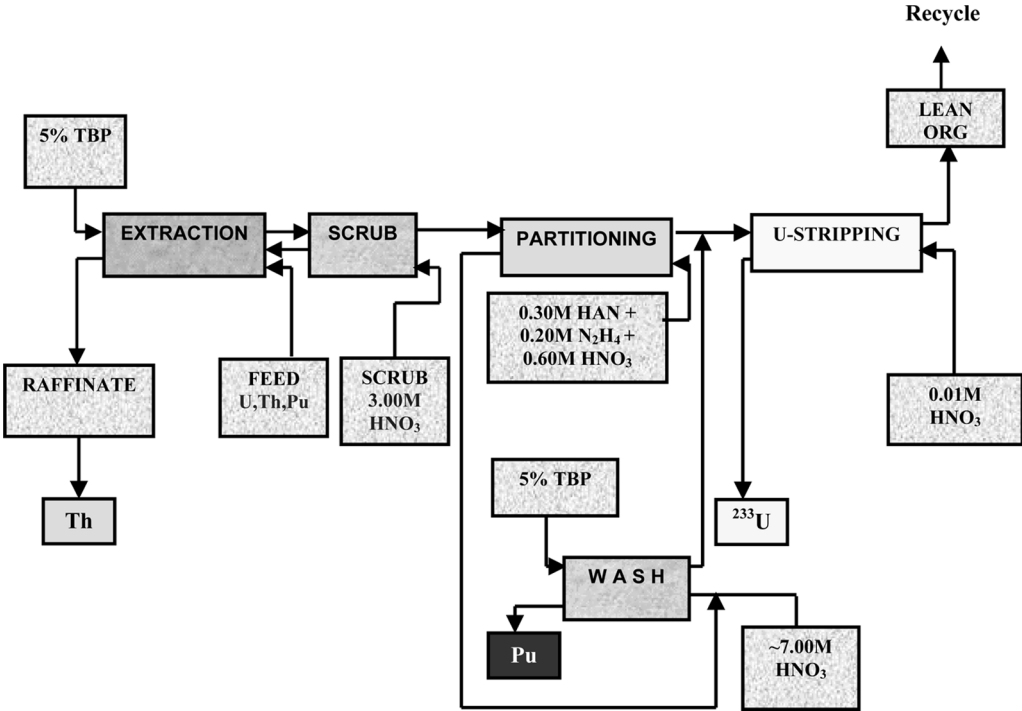 Recycle
LEAN
ORG
5% TBP
EXTRACTION
SCRUB
PARTITIONING
U-STRIPPING
0.30M HAN +
0.20M N₂H₄ +
0.60M HNO₃
RAFFINATE
FEED
U,Th,Pu
SCRUB
3.00M
HNO₃
0.01M
HNO₃
5% TBP
Th
²³³U
W A S H
Pu
~7.00M
HNO₃